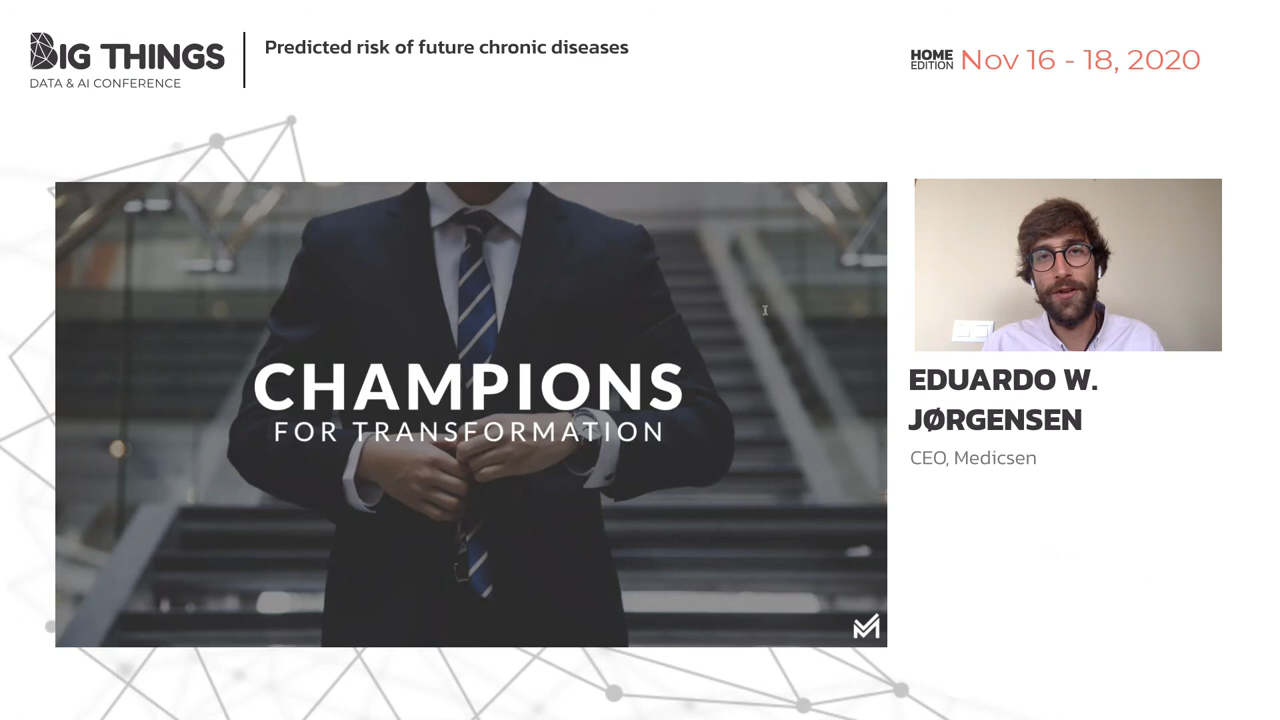 BIG THINGS
DATA & AI CONFERENCE
Predicted risk of future chronic diseases
HOME
EDITION
Nov 16 - 18, 2020
CHAMPIONS
FOR TRANSFORMATION
EDUARDO W.
JØRGENSEN
CEO, Medicsen